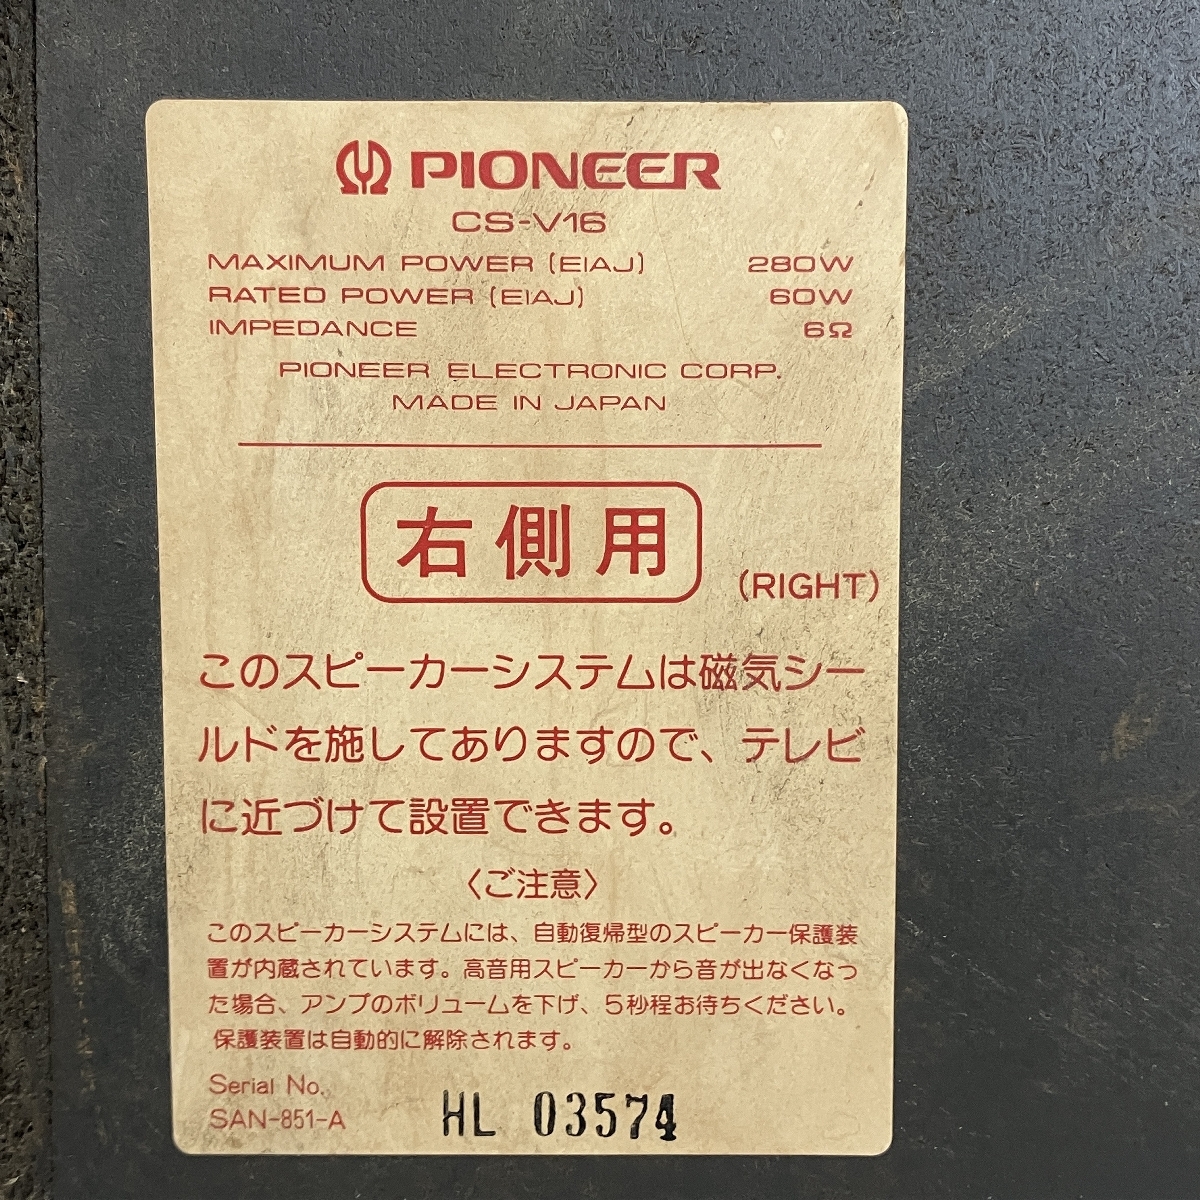 PIONEER
CS-V16
MAXIMUM POWER (EIAJ) 280W
RATED POWER (EIAJ) 60W
IMPEDANCE 6Ω
PIONEER ELECTRONIC CORP.
MADE IN JAPAN
右側用
(RIGHT)
このスピーカーシステムは磁気シー
ルドを施してありますので、テレビ
に近づけて設置できます。
〈ご注意〉
このスピーカーシステムには、自動復帰型のスピーカー保護装
置が内蔵されています。高音用スピーカーから音が出なくなっ
た場合、アンプのボリュームを下げ、5秒程お待ちください。
保護装置は自動的に解除されます。
Serial No.
SAN-851-A HL 03574